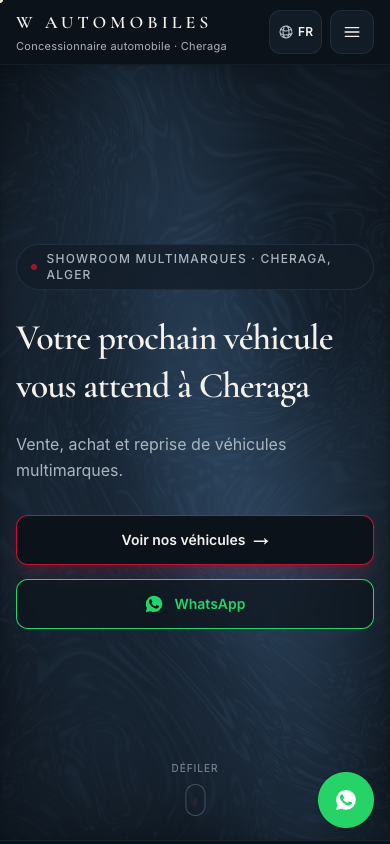 W AUTOMOBILES
Concessionnaire automobile · Cheraga
FR
SHOWROOM MULTIMARQUES · CHERAGA,
ALGER
Votre prochain véhicule
vous attend à Cheraga
Vente, achat et reprise de véhicules
multimarques.
Voir nos véhicules →
WhatsApp
DÉFILER